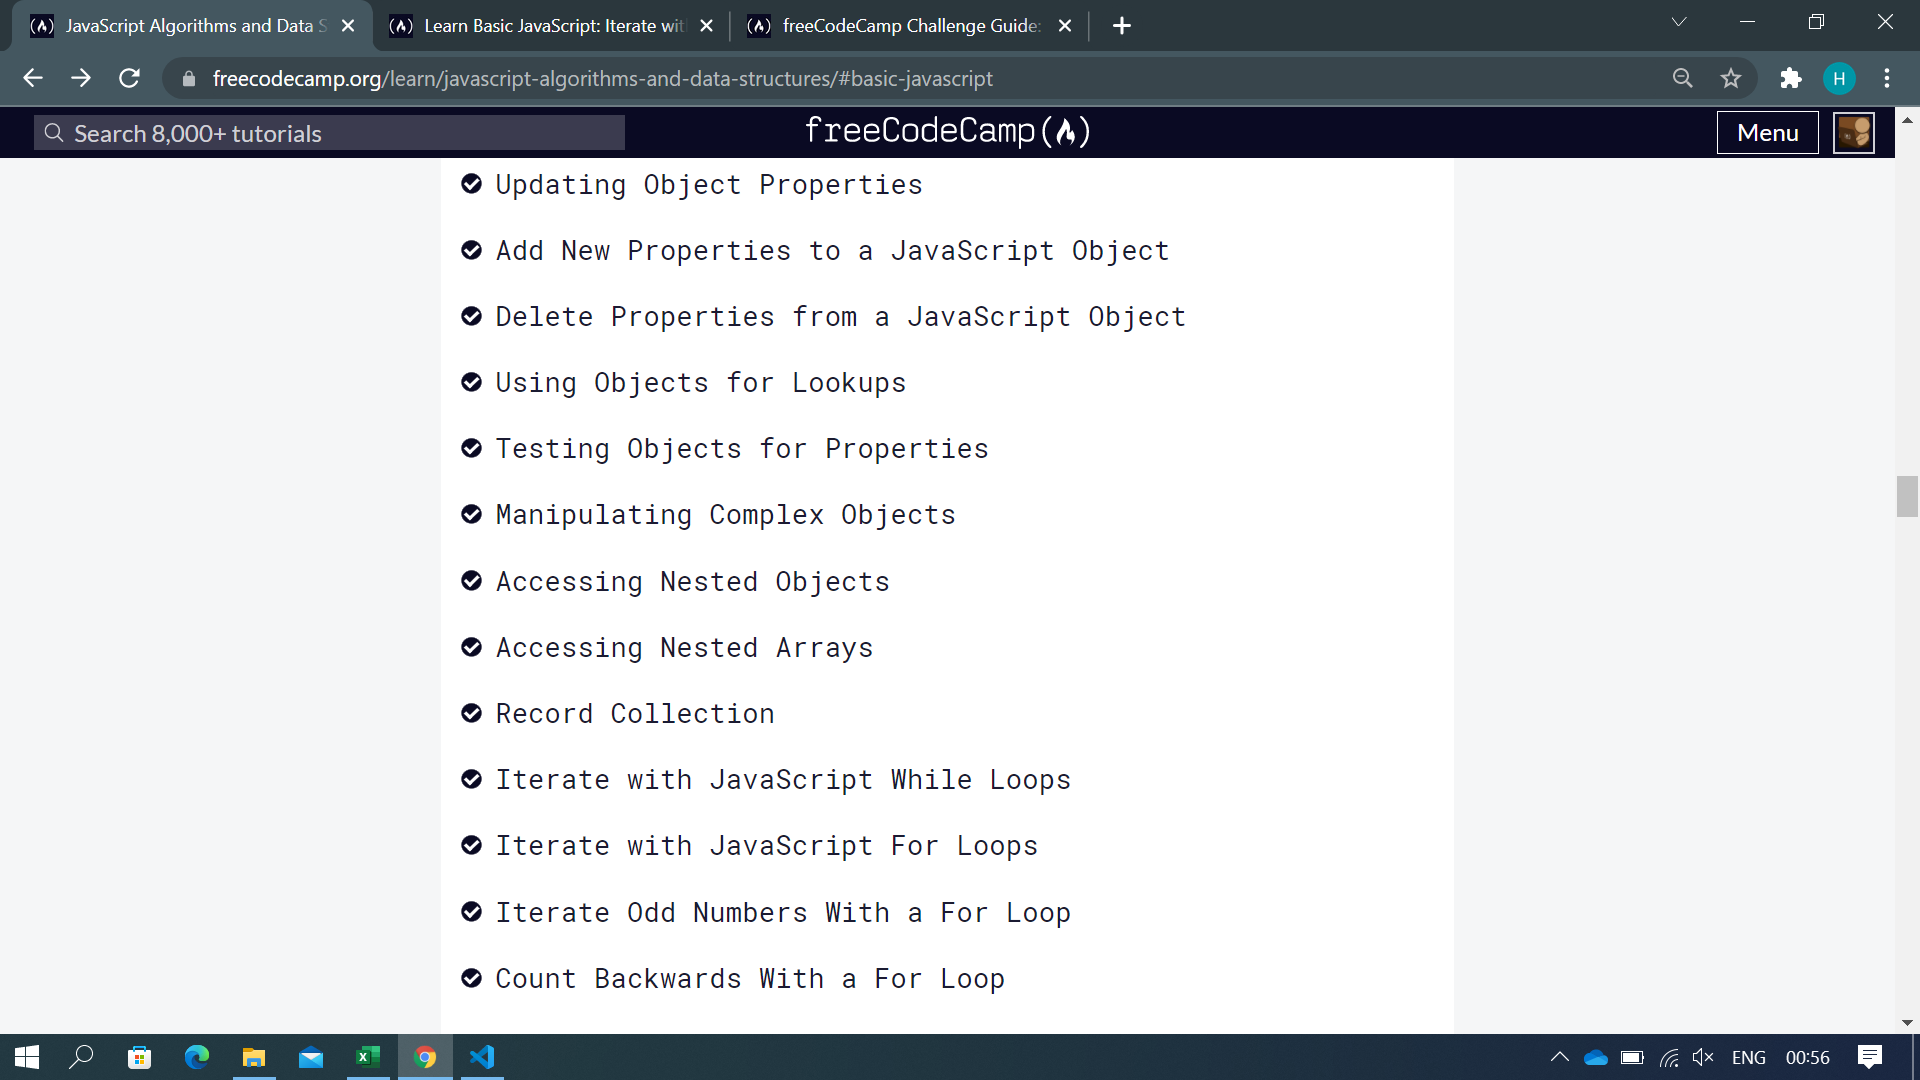 JavaScript Algorithms and Data S
Learn Basic JavaScript: Iterate wit
freeCodeCamp Challenge Guide:
freecodecamp.org/learn/javascript-algorithms-and-data-structures/#basic-javascript
H
Search 8,000+ tutorials
freeCodeCamp
Menu
Updating Object Properties
Add New Properties to a JavaScript Object
Delete Properties from a JavaScript Object
Using Objects for Lookups
Testing Objects for Properties
Manipulating Complex Objects
Accessing Nested Objects
Accessing Nested Arrays
Record Collection
Iterate with JavaScript While Loops
Iterate with JavaScript For Loops
Iterate Odd Numbers With a For Loop
Count Backwards With a For Loop
ENG
00:56